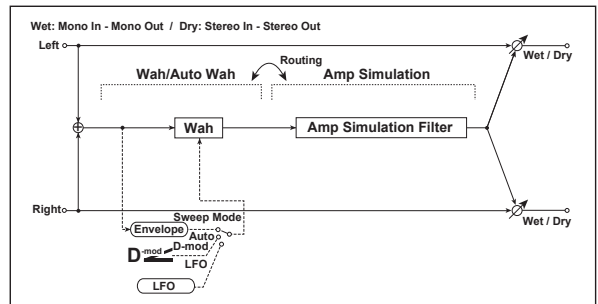 Wet: Mono In - Mono Out / Dry: Stereo In - Stereo Out
Left
Wet / Dry
Routing
Wah/Auto Wah
Amp Simulation
Wah
Amp Simulation Filter
Right
Wet / Dry
Sweep Mode
Envelope
Auto
D-mod
D-mod
LFO
LFO